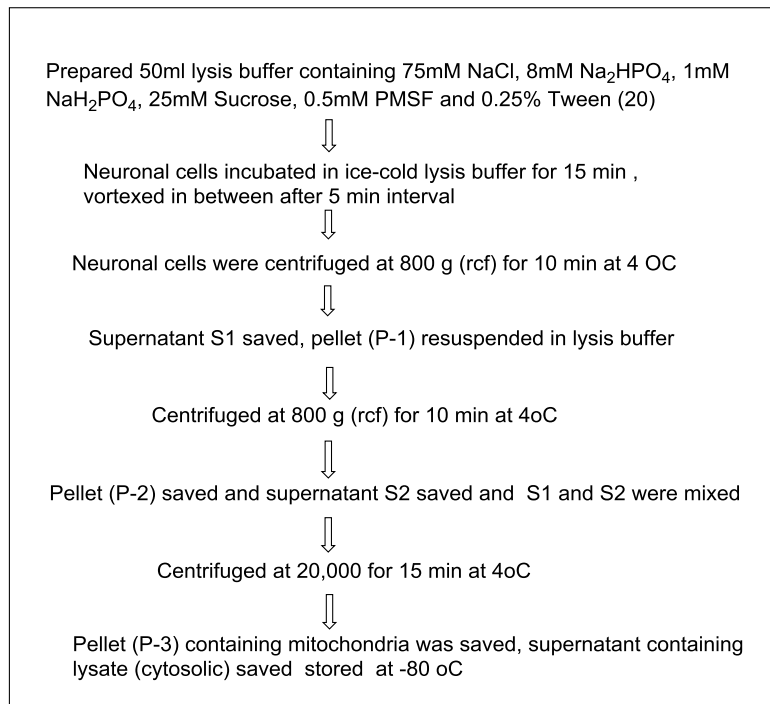 Prepared 50ml lysis buffer containing 75mM NaCl, 8mM Na₂HPO₄, 1mM
NaH₂PO₄, 25mM Sucrose, 0.5mM PMSF and 0.25% Tween (20)
Neuronal cells incubated in ice-cold lysis buffer for 15 min ,
vortexed in between after 5 min interval
Neuronal cells were centrifuged at 800 g (rcf) for 10 min at 4 OC
Supernatant S1 saved, pellet (P-1) resuspended in lysis buffer
Centrifuged at 800 g (rcf) for 10 min at 4oC
Pellet (P-2) saved and supernatant S2 saved and S1 and S2 were mixed
Centrifuged at 20,000 for 15 min at 4oC
Pellet (P-3) containing mitochondria was saved, supernatant containing
lysate (cytosolic) saved stored at -80 oC